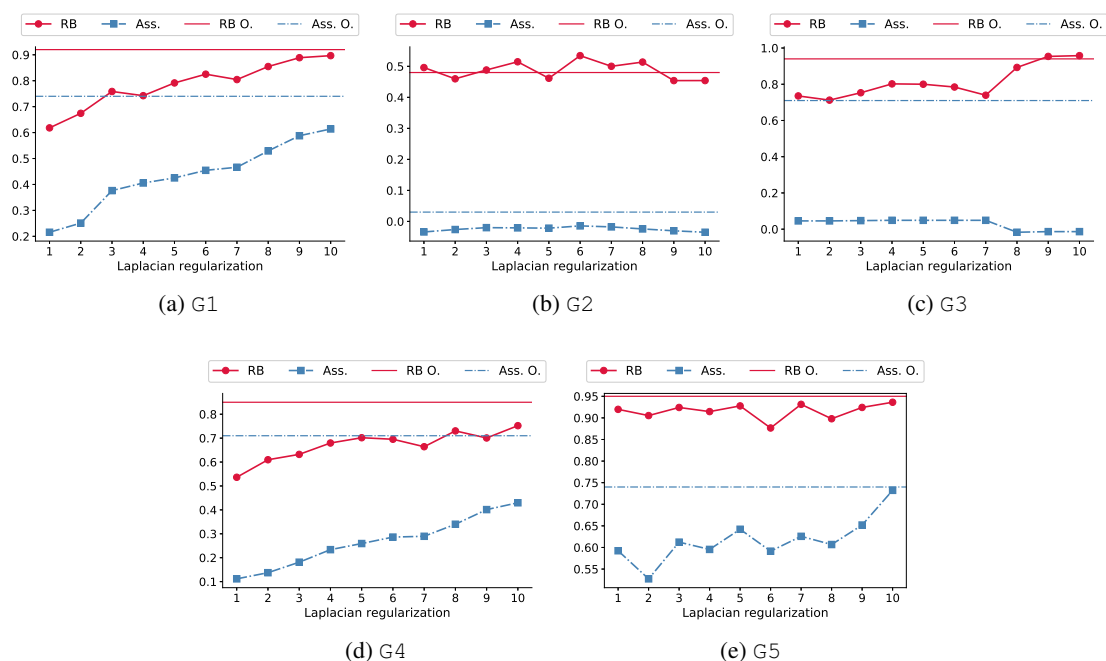 RB Ass. RB O. Ass. O.
0.9
0.8
0.7
0.6
0.5
0.4
0.3
0.2
1 2 3 4 5 6 7 8 9 10
Laplacian regularization
(a) G1
RB Ass. RB O. Ass. O.
0.5
0.4
0.3
0.2
0.1
0.0
1 2 3 4 5 6 7 8 9 10
Laplacian regularization
(b) G2
RB Ass. RB O. Ass. O.
1.0
0.8
0.6
0.4
0.2
0.0
1 2 3 4 5 6 7 8 9 10
Laplacian regularization
(c) G3
RB Ass. RB O. Ass. O.
0.8
0.7
0.6
0.5
0.4
0.3
0.2
0.1
1 2 3 4 5 6 7 8 9 10
Laplacian regularization
(d) G4
RB Ass. RB O. Ass. O.
0.95
0.90
0.85
0.80
0.75
0.70
0.65
0.60
0.55
1 2 3 4 5 6 7 8 9 10
Laplacian regularization
(e) G5